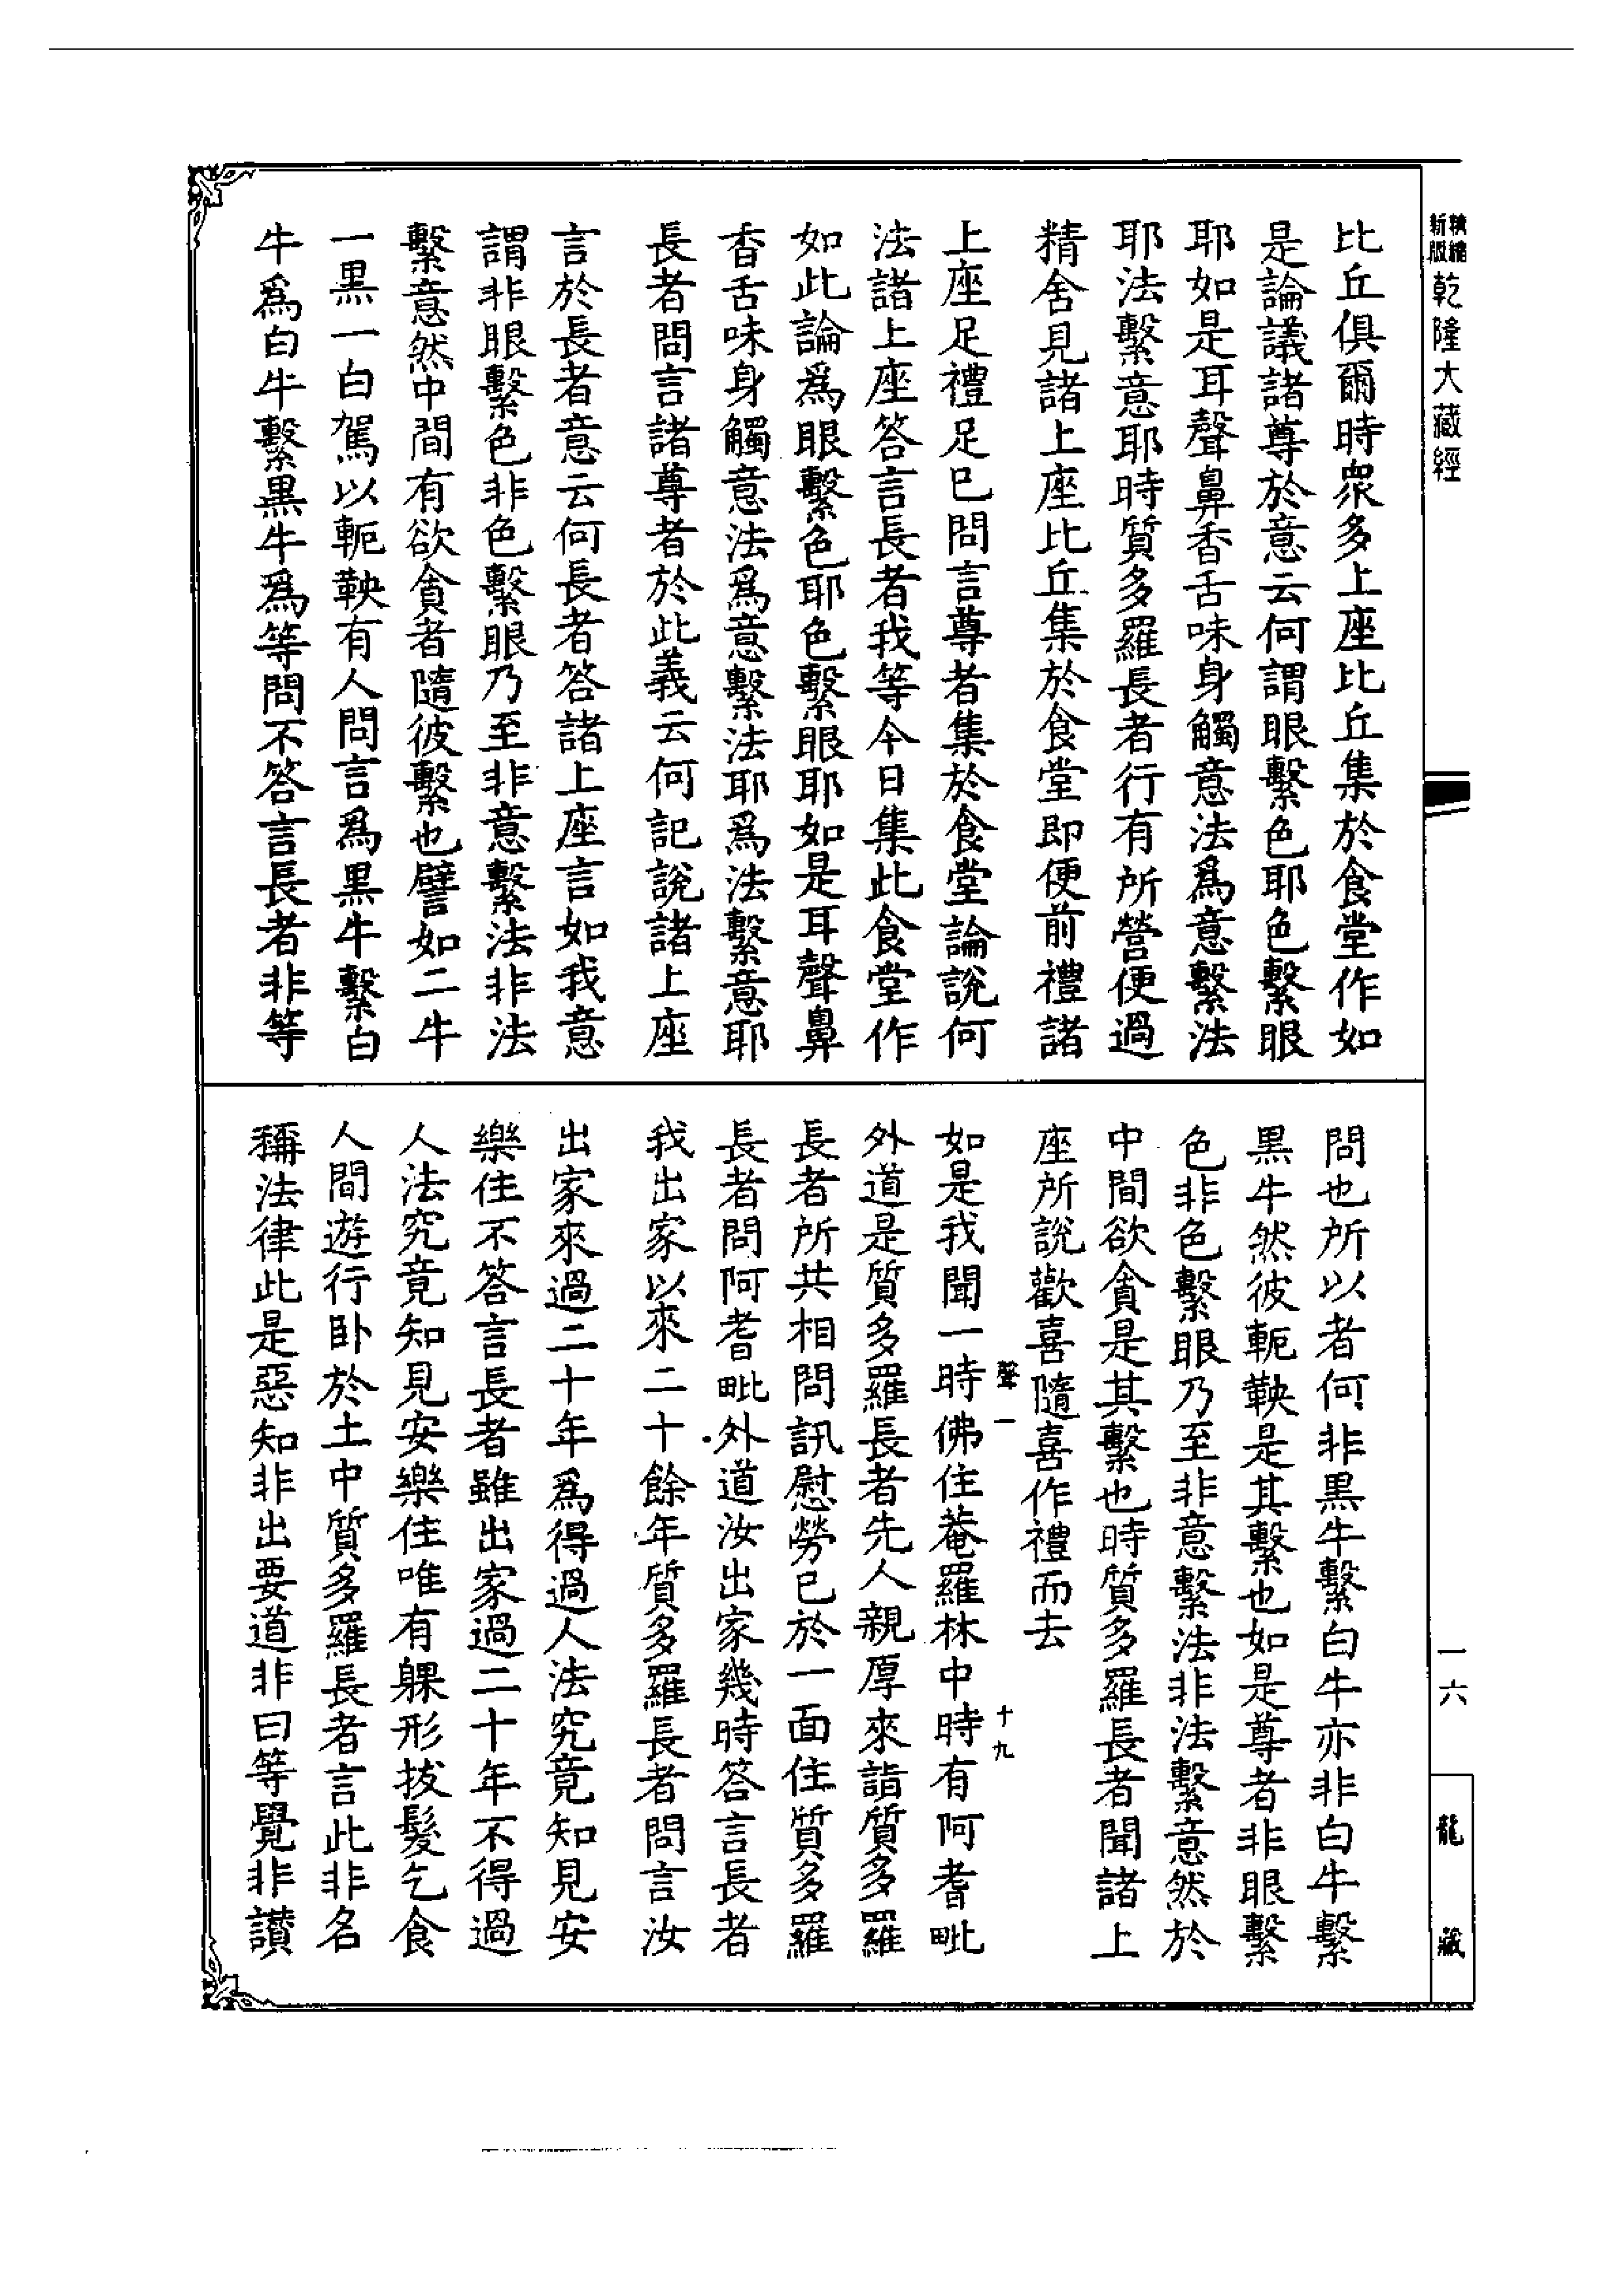 精縮新版乾隆大藏經
比丘俱爾時衆多上座比丘集於食堂作如
是論議諸尊於意云何謂眼繫色耶色繫眼
耶如是耳聲鼻香舌味身觸意法爲意繫法
耶法繫意耶時質多羅長者行有所營便過
精舍見諸上座比丘集於食堂即便前禮諸
上座足禮足已問言尊者集於食堂論說何
法諸上座答言長者我等今日集此食堂作
如此論爲眼繫色耶色繫眼耶如是耳聲鼻
香舌味身觸意法爲意繫法耶爲法繫意耶
長者問言諸尊者於此義云何記說諸上座
言於長者意云何長者答諸上座言如我意
謂非眼繫色非色繫眼乃至非意繫法非法
繫意然中間有欲貪者隨彼繫也譬如二牛
一黑一白駕以軛鞅有人問言爲黑牛繫白
牛爲白牛繫黑牛爲等問不答言長者非等
問也所以者何非黑牛繫白牛亦非白牛繫
黑牛然彼軛鞅是其繫也如是尊者非眼繫
色非色繫眼乃至非意繫法非法繫意然於
中間欲貪是其繫也時質多羅長者聞諸上
座所說歡喜隨喜作禮而去
聲一 十九
如是我聞一時佛住菴羅林中時有阿耆毗
外道是質多羅長者先人親厚來詣質多羅
長者所共相問訊慰勞已於一面住質多羅
長者問阿耆毗外道汝出家幾時答言長者
我出家以來二十餘年質多羅長者問言汝
出家來過二十年爲得過人法究竟知見安
樂住不答言長者雖出家過二十年不得過
人法究竟知見安樂住唯有躶形拔髮乞食
人間遊行卧於土中質多羅長者言此非名
稱法律此是惡知非出要道非曰等覺非讃
一六
龍藏